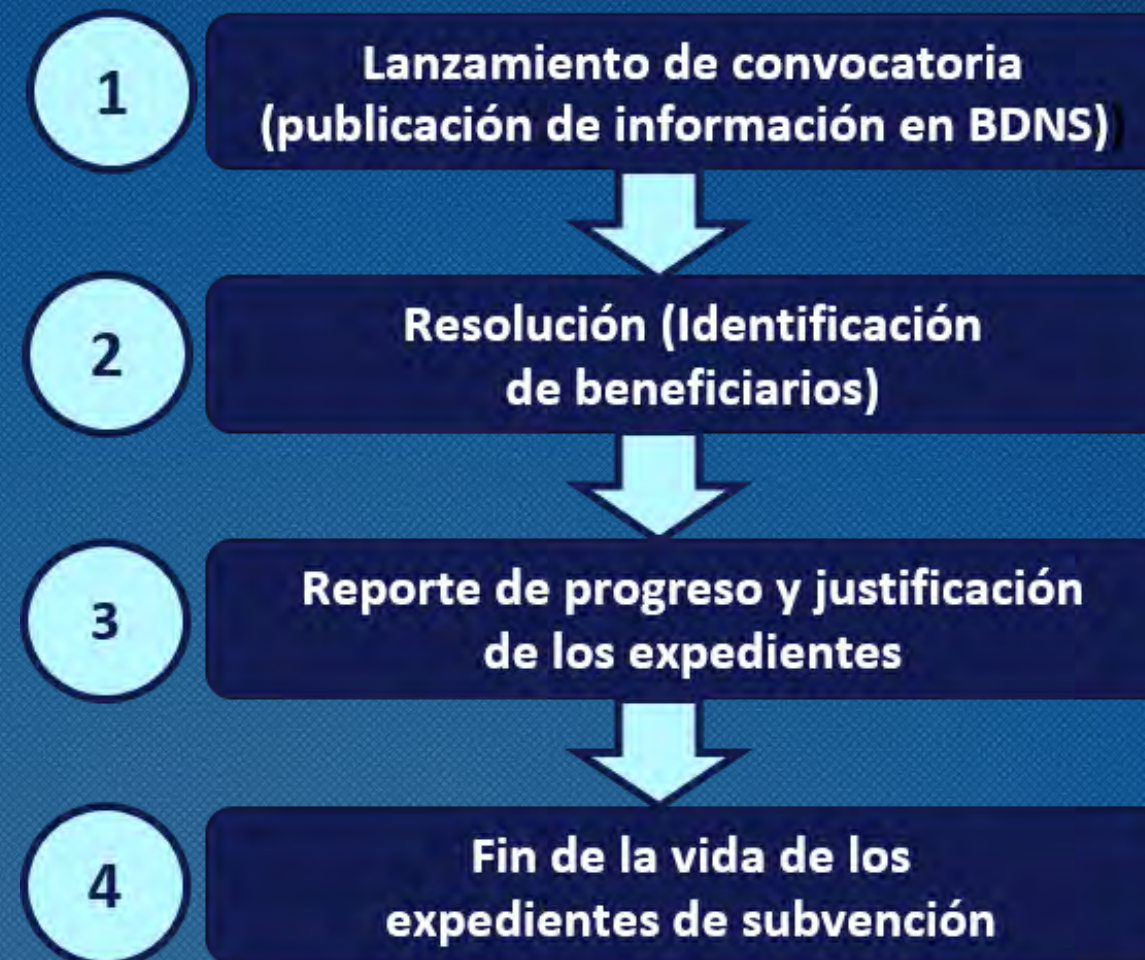 1
Lanzamiento de convocatoria
(publicación de información en BDNS))
2
Resolución (Identificación
de beneficiarios)
3
Reporte de progreso y justificación
de los expedientes
4
Fin de la vida de los
expedientes de subvención